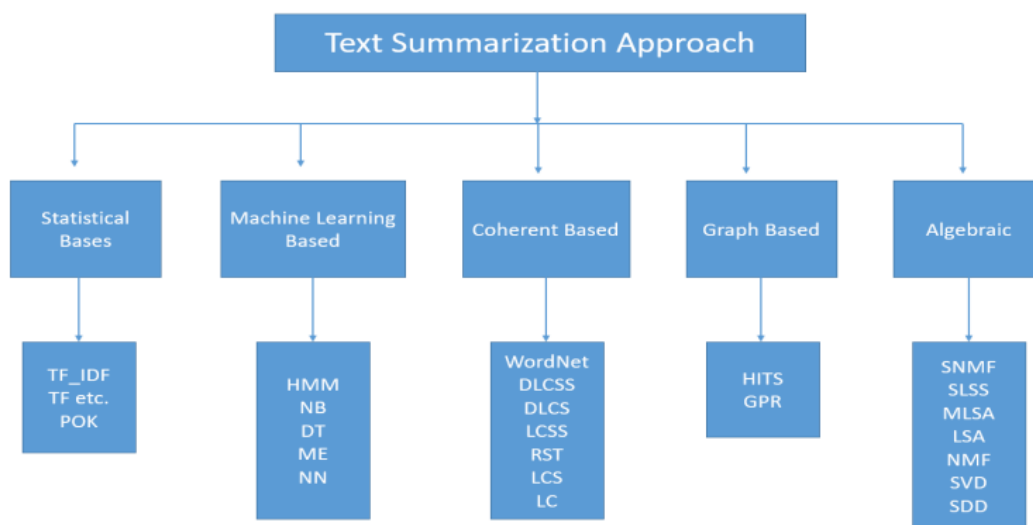 Text Summarization Approach
Statistical
Bases
Machine Learning
Based
Coherent Based
Graph Based
Algebraic
TF_IDF
TF etc.
POK
HMM
NB
DT
ME
NN
WordNet
DLCSS
DLCS
LCSS
RST
LCS
LC
HITS
GPR
SNMF
SLSS
MLSA
LSA
NMF
SVD
SDD